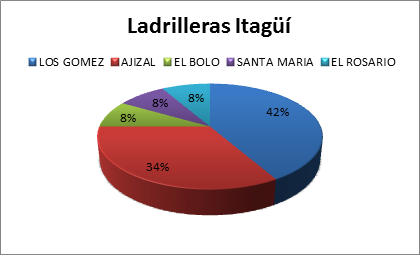 Ladrilleras Itagüí
LOS GOMEZ AJIZAL EL BOLO SANTA MARIA EL ROSARIO
8%
8%
42%
8%
34%